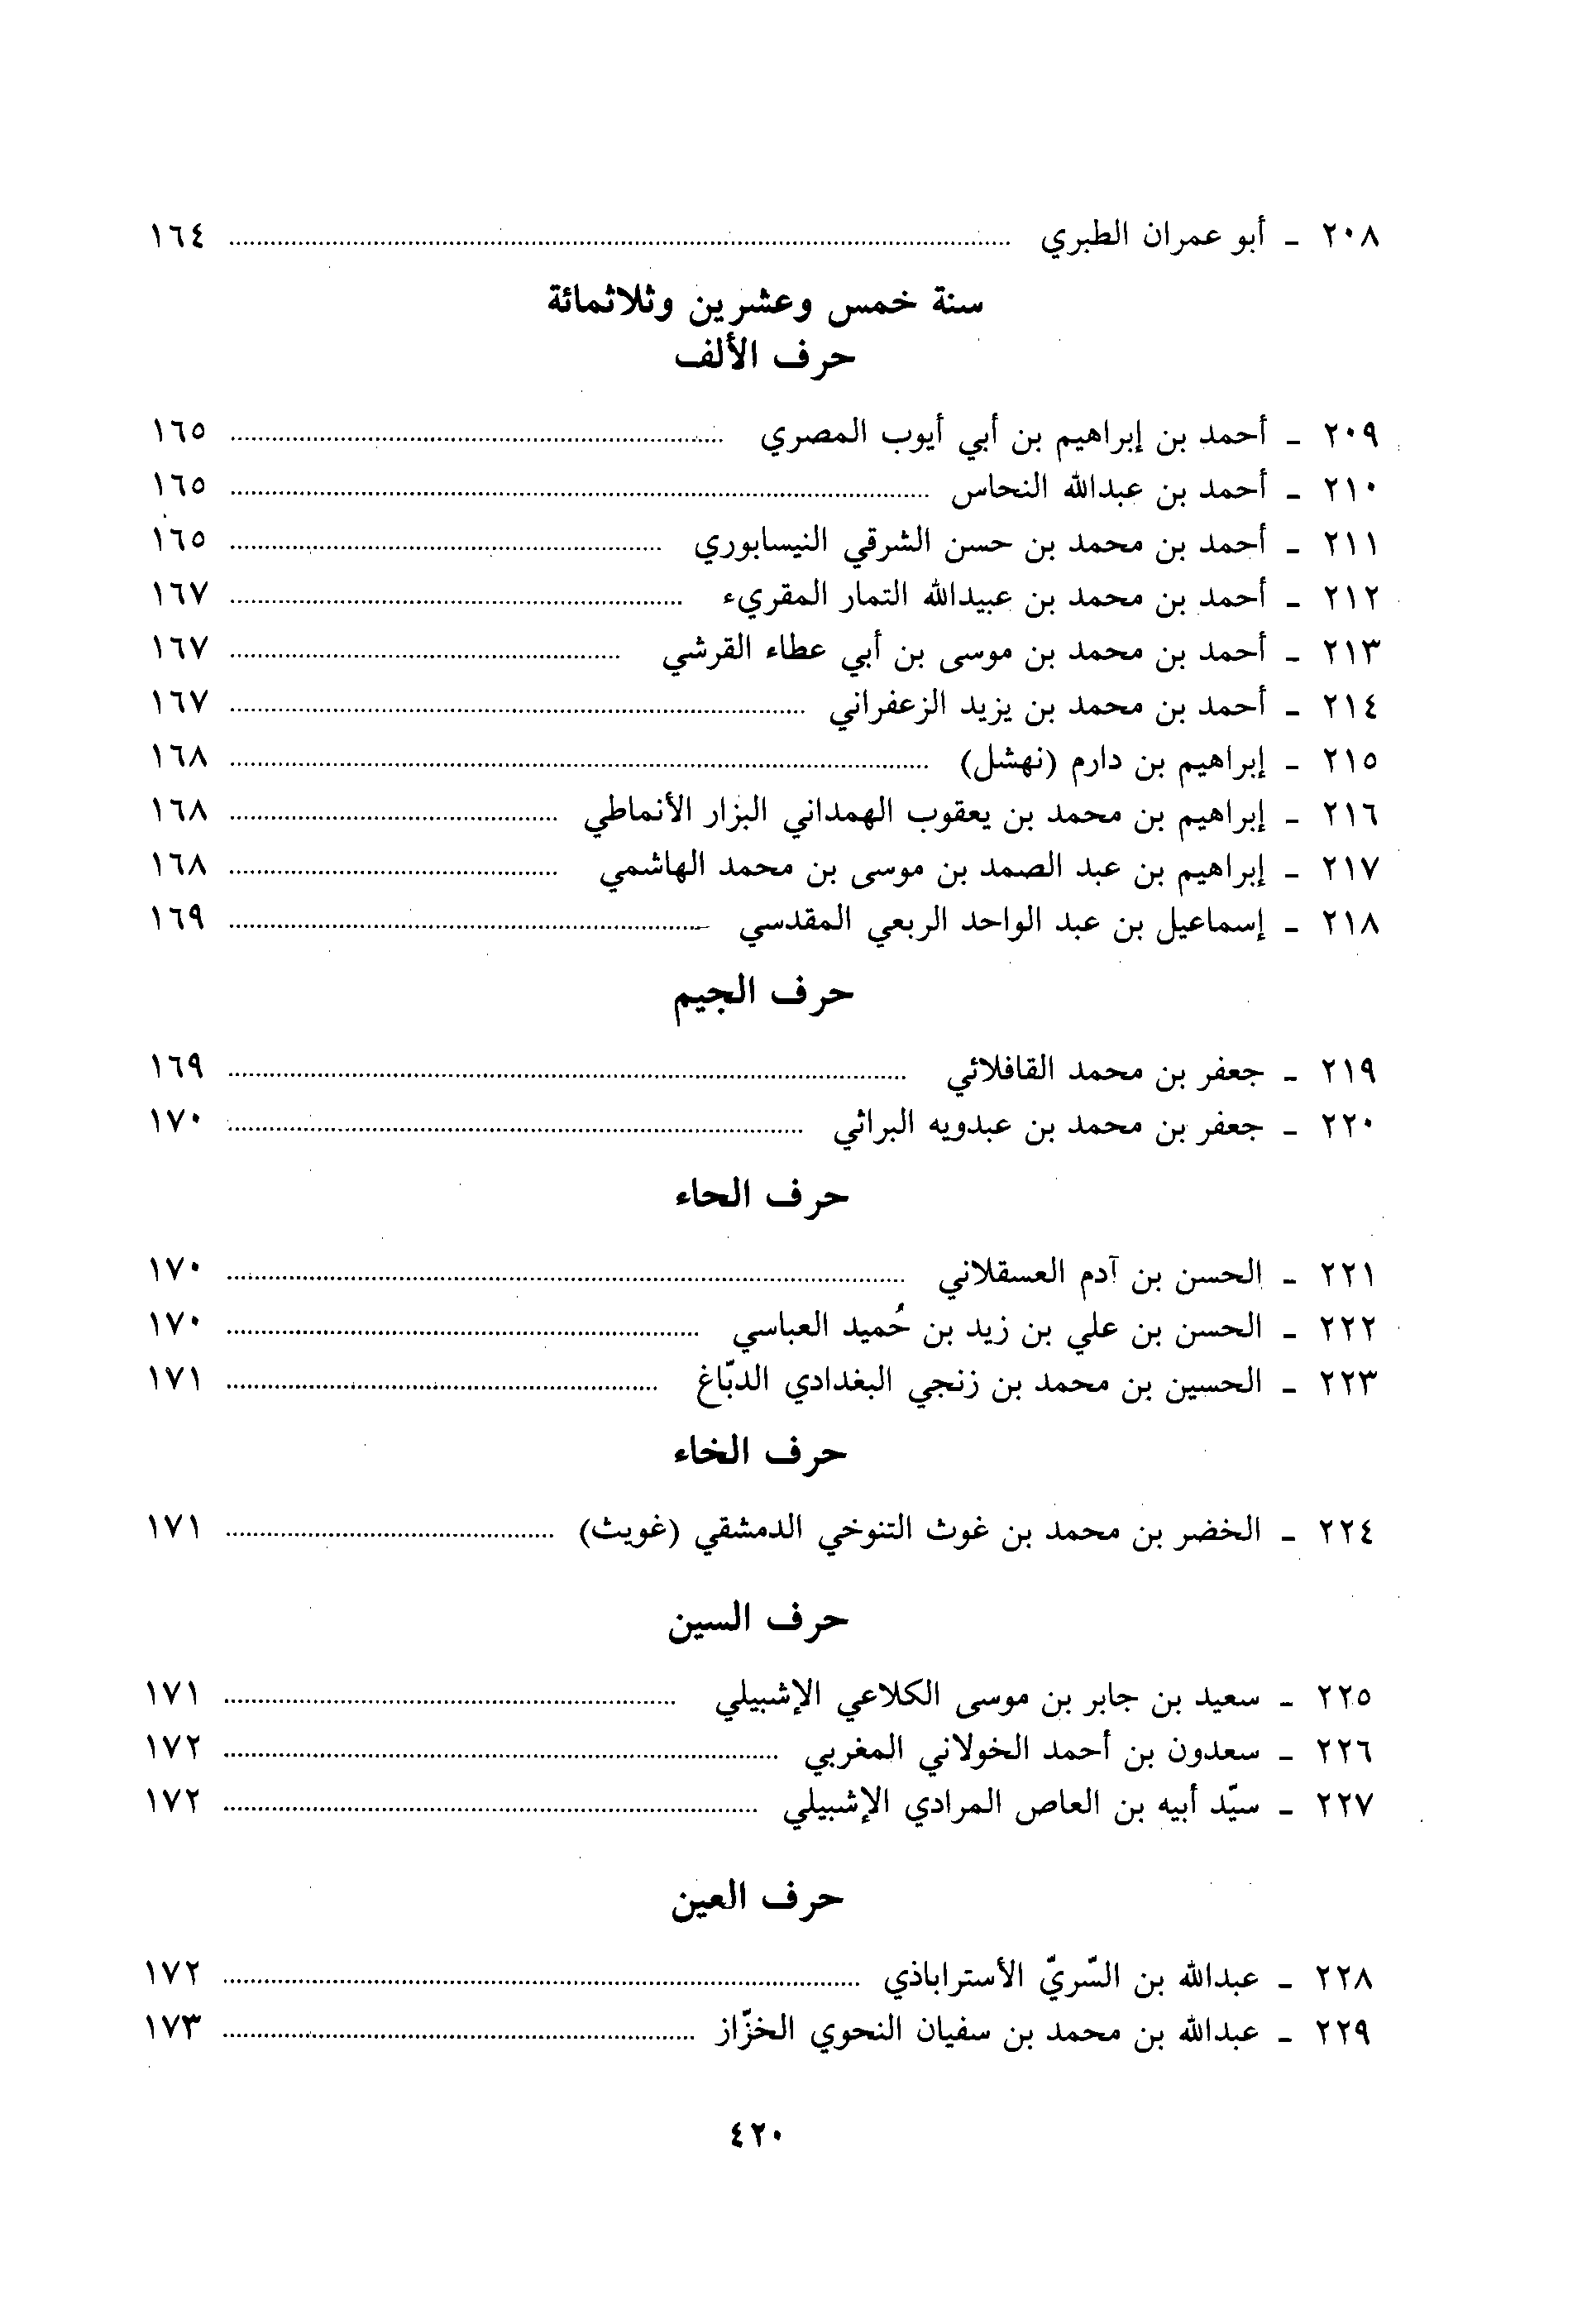 ٢٠٨ ـ أبو عمران الطبري ........ ١٦٤
سنة خمس وعشرين وثلاثمائة
حرف الألف
٢٠٩ ـ أحمد بن إبراهيم بن أبي أيوب المصري ........ ١٦٥
٢١٠ ـ أحمد بن عبدالله النحاس ........ ١٦٥
٢١١ ـ أحمد بن محمد بن حسن الشرقي النيسابوري ........ ١٦٥
٢١٢ ـ أحمد بن محمد بن عبيدالله التمار المقريء ........ ١٦٧
٢١٣ ـ أحمد بن محمد بن موسى بن أبي عطاء القرشي ........ ١٦٧
٢١٤ ـ أحمد بن محمد بن يزيد الزعفراني ........ ١٦٧
٢١٥ ـ إبراهيم بن دارم (نهشل) ........ ١٦٨
٢١٦ ـ إبراهيم بن محمد بن يعقوب الهمداني البزار الأنماطي ........ ١٦٨
٢١٧ ـ إبراهيم بن عبد الصمد بن موسى بن محمد الهاشمي ........ ١٦٨
٢١٨ ـ إسماعيل بن عبد الواحد الربعي المقدسي ........ ١٦٩
حرف الجيم
٢١٩ ـ جعفر بن محمد القافلائي ........ ١٦٩
٢٢٠ ـ جعفر بن محمد بن عبدويه البراثي ........ ١٧٠
حرف الحاء
٢٢١ ـ الحسن بن آدم العسقلاني ........ ١٧٠
٢٢٢ ـ الحسن بن علي بن زيد بن حُميد العباسي ........ ١٧٠
٢٢٣ ـ الحسين بن محمد بن زنجي البغدادي الدبّاغ ........ ١٧١
حرف الخاء
٢٢٤ ـ الخضر بن محمد بن غوث التنوخي الدمشقي (غويث) ........ ١٧١
حرف السين
٢٢٥ ـ سعيد بن جابر بن موسى الكلاعي الإشبيلي ........ ١٧١
٢٢٦ ـ سعدون بن أحمد الخولاني المغربي ........ ١٧٢
٢٢٧ ـ سيّد أبيه بن العاص المرادي الإشبيلي ........ ١٧٢
حرف العين
٢٢٨ ـ عبدالله بن السّريّ الأستراباذي ........ ١٧٢
٢٢٩ ـ عبدالله بن محمد بن سفيان النحوي الخزّاز ........ ١٧٣
٤٢٠